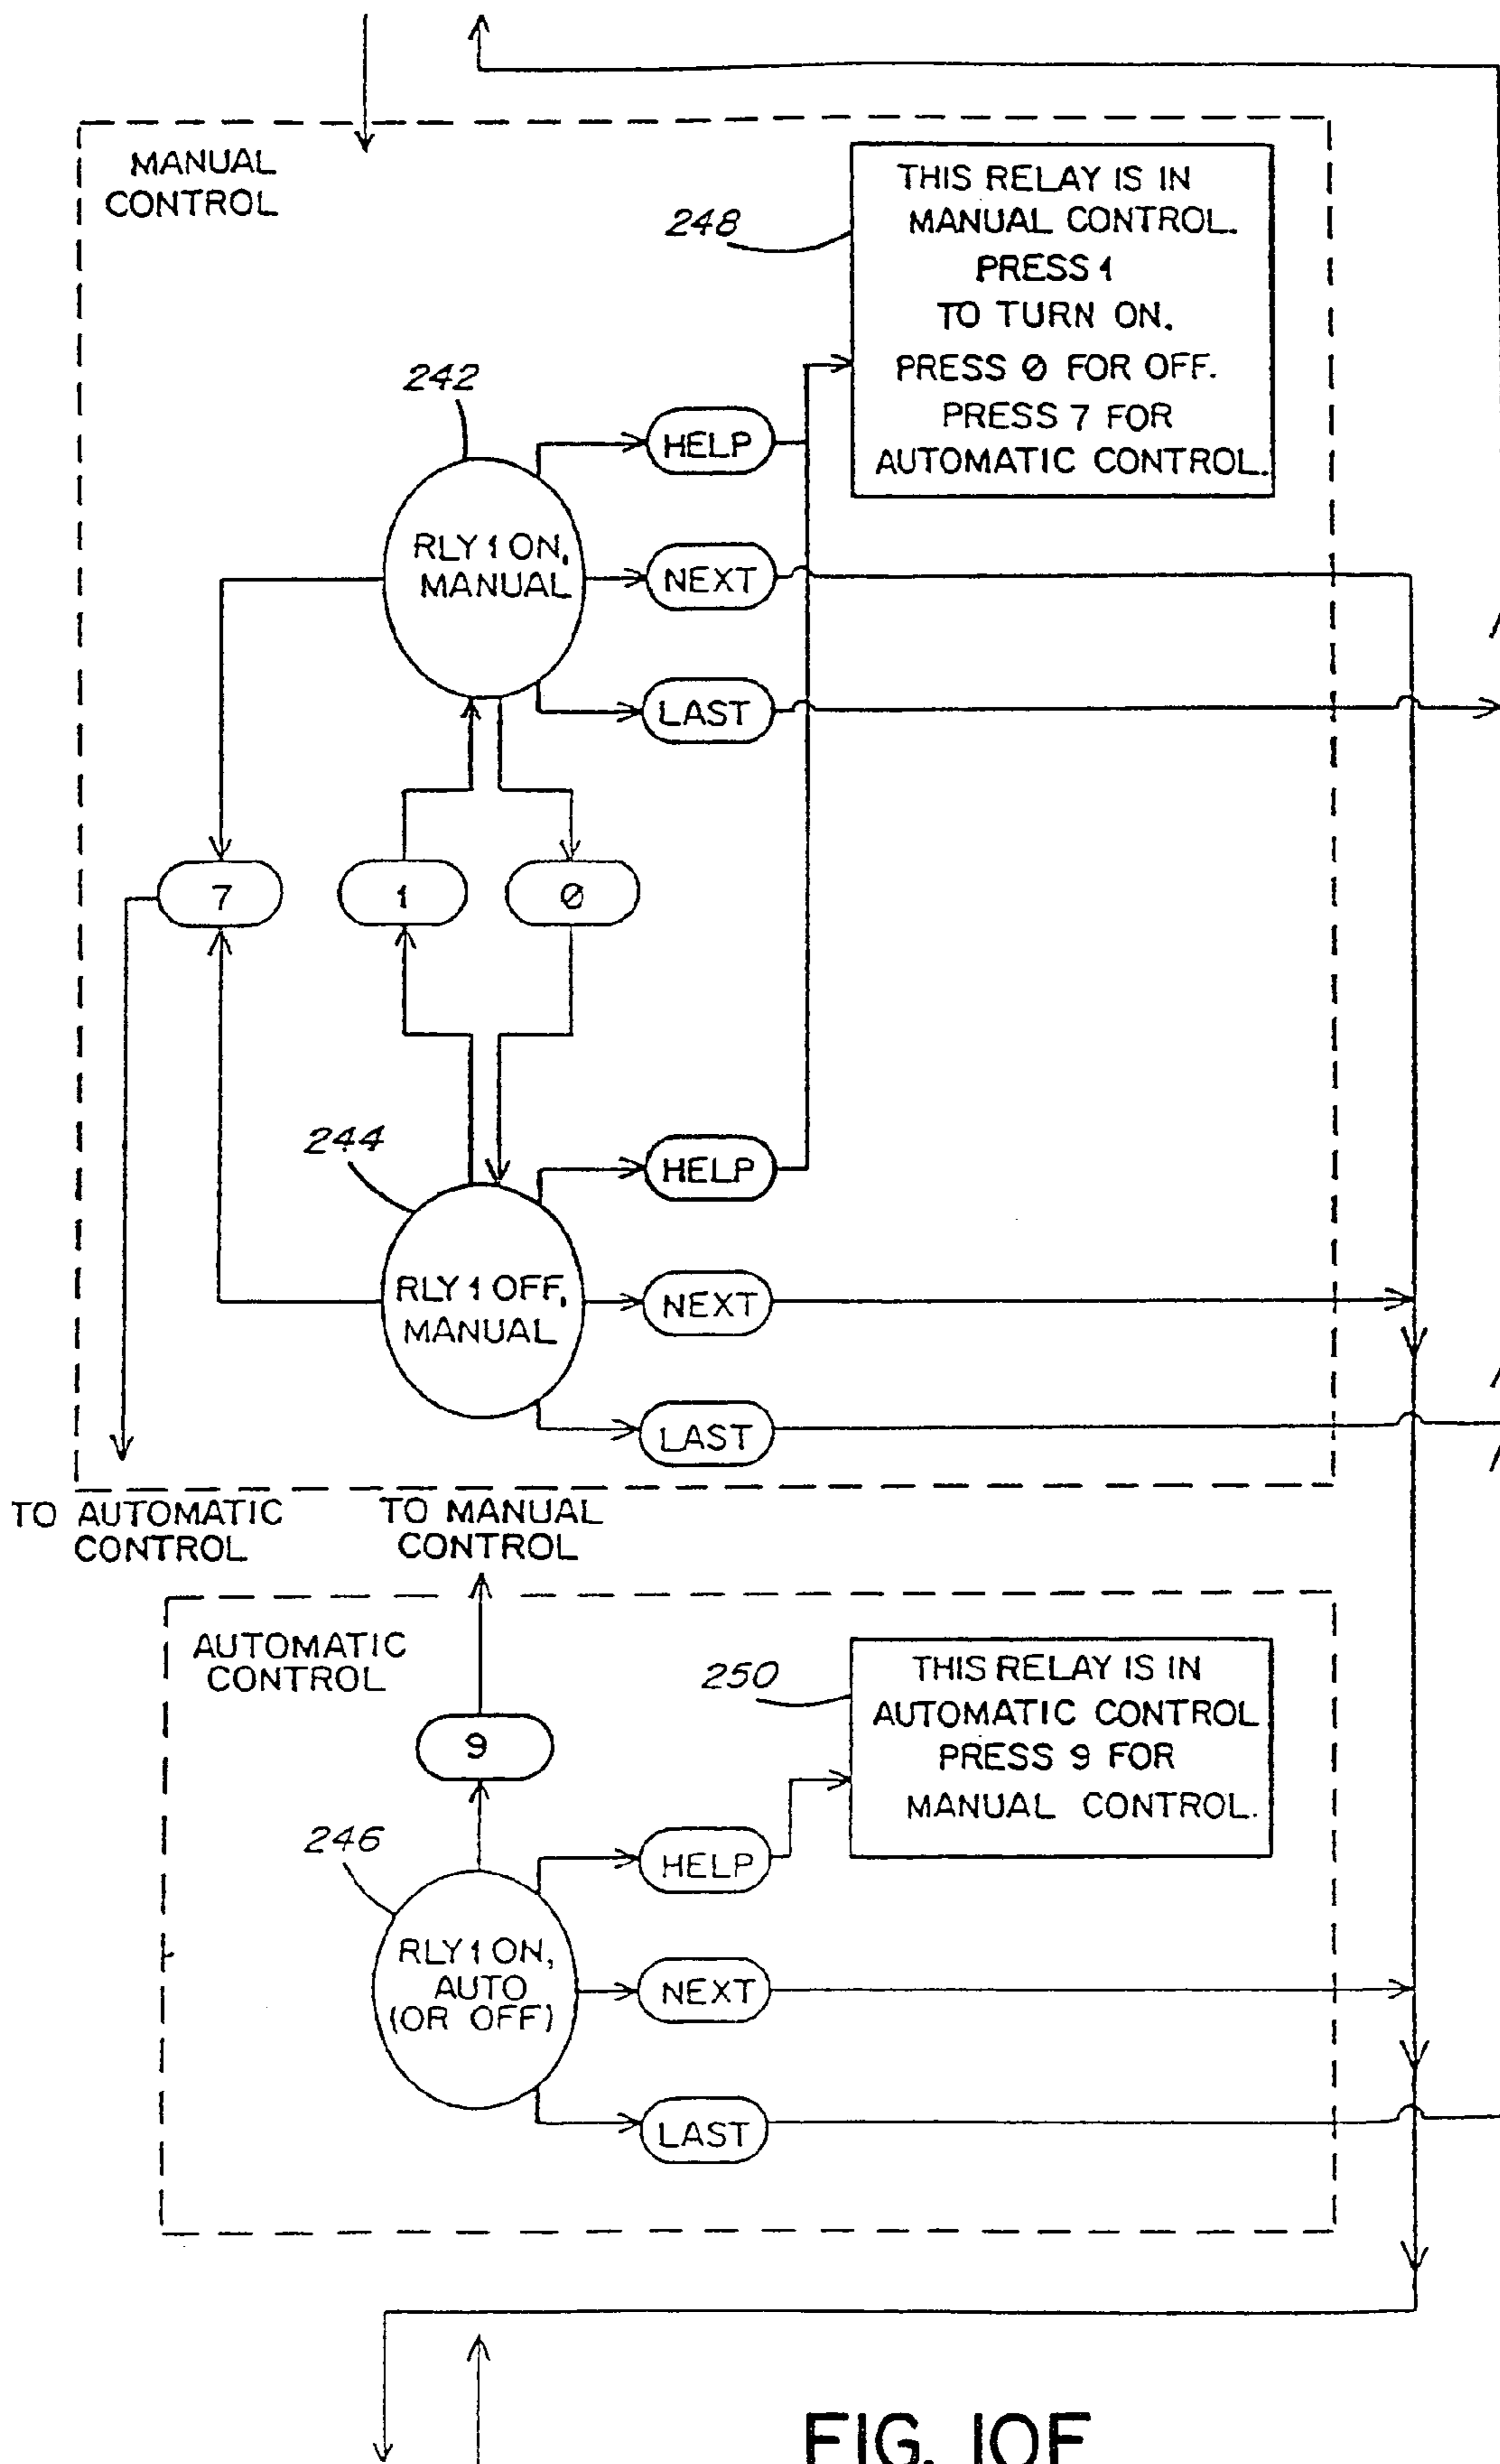 MANUAL
CONTROL
248
THIS RELAY IS IN
MANUAL CONTROL.
PRESS 1
TO TURN ON.
PRESS 0 FOR OFF.
PRESS 7 FOR
AUTOMATIC CONTROL.
242
HELP
RLY 1 ON,
MANUAL
NEXT
LAST
7
1
0
244
HELP
RLY 1 OFF,
MANUAL
NEXT
LAST
TO AUTOMATIC
CONTROL
TO MANUAL
CONTROL
AUTOMATIC
CONTROL
9
250
THIS RELAY IS IN
AUTOMATIC CONTROL
PRESS 9 FOR
MANUAL CONTROL.
246
HELP
RLY 1 ON,
AUTO
(OR OFF)
NEXT
LAST